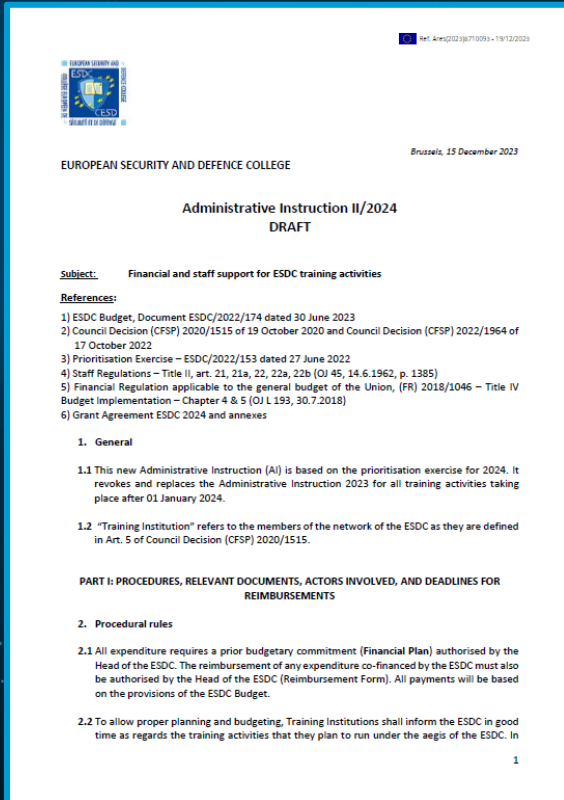 Ref. Ares(2023)8710093 - 19/12/2023
EUROPEAN SECURITY AND
DEFENCE COLLEGE
COLLÈGE EUROPÉEN DE
SÉCURITÉ ET DE DÉFENSE
ESDC
CESD
Brussels, 15 December 2023
EUROPEAN SECURITY AND DEFENCE COLLEGE
Administrative Instruction II/2024
DRAFT
Subject: Financial and staff support for ESDC training activities
References:
1) ESDC Budget, Document ESDC/2022/174 dated 30 June 2023
2) Council Decision (CFSP) 2020/1515 of 19 October 2020 and Council Decision (CFSP) 2022/1964 of
17 October 2022
3) Prioritisation Exercise – ESDC/2022/153 dated 27 June 2022
4) Staff Regulations – Title II, art. 21, 21a, 22, 22a, 22b (OJ 45, 14.6.1962, p. 1385)
5) Financial Regulation applicable to the general budget of the Union, (FR) 2018/1046 – Title IV
Budget Implementation – Chapter 4 & 5 (OJ L 193, 30.7.2018)
6) Grant Agreement ESDC 2024 and annexes
1. General
1.1 This new Administrative Instruction (AI) is based on the prioritisation exercise for 2024. It
revokes and replaces the Administrative Instruction 2023 for all training activities taking
place after 01 January 2024.
1.2 “Training Institution” refers to the members of the network of the ESDC as they are defined
in Art. 5 of Council Decision (CFSP) 2020/1515.
PART I: PROCEDURES, RELEVANT DOCUMENTS, ACTORS INVOLVED, AND DEADLINES FOR
REIMBURSEMENTS
2. Procedural rules
2.1 All expenditure requires a prior budgetary commitment (Financial Plan) authorised by the
Head of the ESDC. The reimbursement of any expenditure co-financed by the ESDC must also
be authorised by the Head of the ESDC (Reimbursement Form). All payments will be based
on the provisions of the ESDC Budget.
2.2 To allow proper planning and budgeting, Training Institutions shall inform the ESDC in good
time as regards the training activities that they plan to run under the aegis of the ESDC. In
1